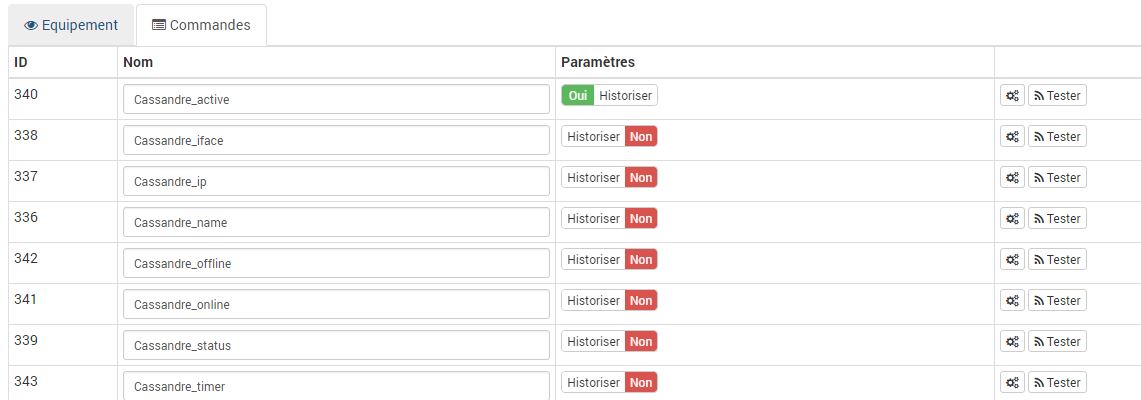 Equipement Commandes
ID Nom Paramètres
340 Cassandre_active Oui Historiser Tester
338 Cassandre_iface Historiser Non Tester
337 Cassandre_ip Historiser Non Tester
336 Cassandre_name Historiser Non Tester
342 Cassandre_offline Historiser Non Tester
341 Cassandre_online Historiser Non Tester
339 Cassandre_status Historiser Non Tester
343 Cassandre_timer Historiser Non Tester